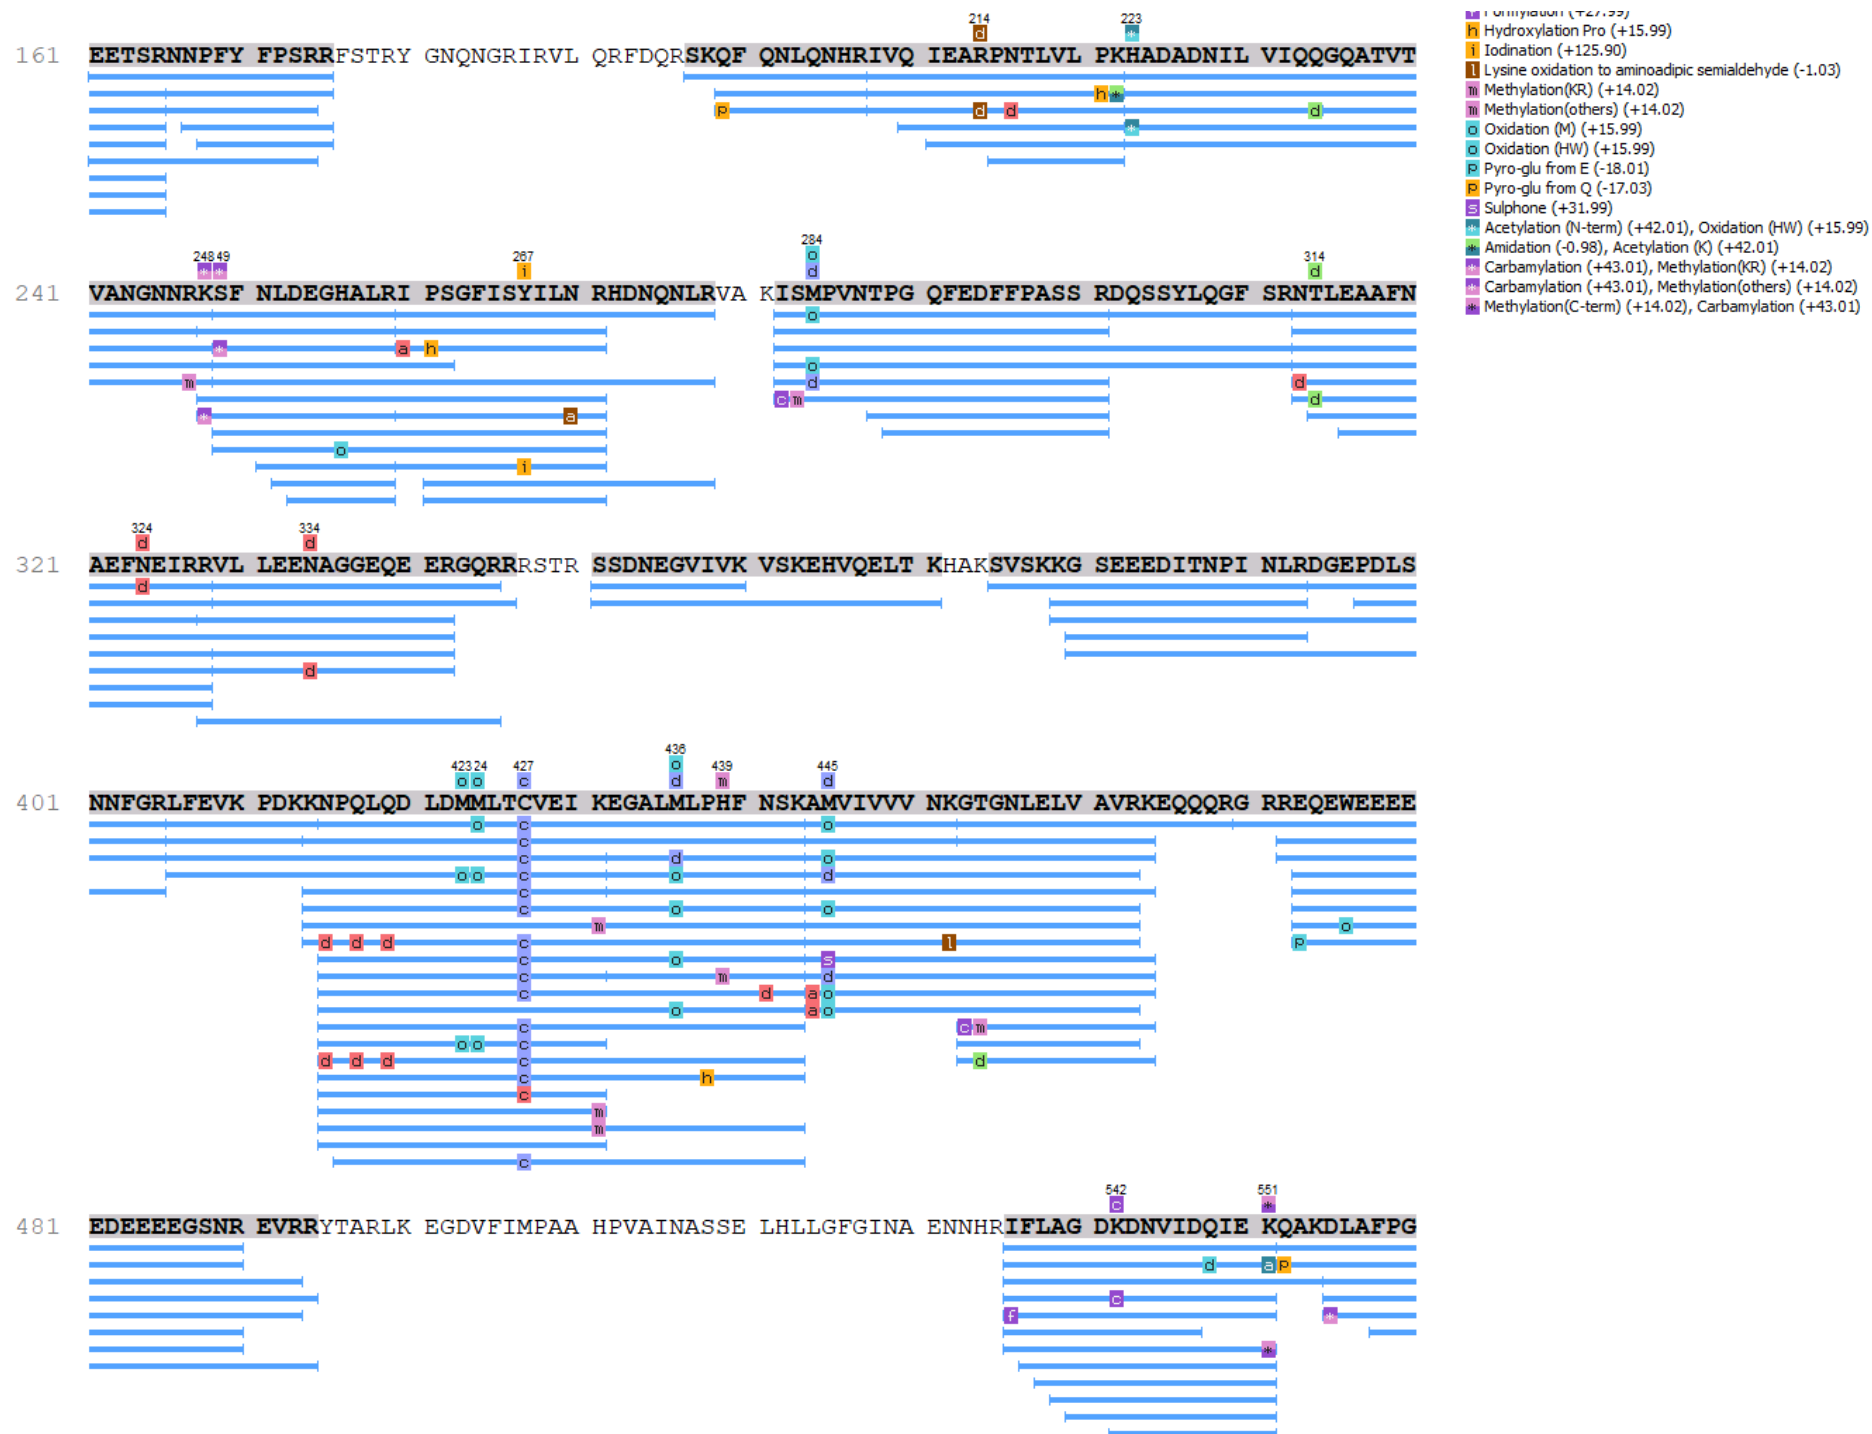 214 223
161 EETSRNNPFY FPSRRFSTRY GNQNGRIRVL QRFDQRSKQF QNLQNHRIVQ IEARPNTLVL PKHADADNIL VIQQGQATVT
h Hydroxylation Pro (+15.99)
i Iodination (+125.90)
l Lysine oxidation to aminoadipic semialdehyde (-1.03)
m Methylation(KR) (+14.02)
m Methylation(others) (+14.02)
o Oxidation (M) (+15.99)
o Oxidation (HW) (+15.99)
p Pyro-glu from E (-18.01)
p Pyro-glu from Q (-17.03)
s Sulphone (+31.99)
* Acetylation (N-term) (+42.01), Oxidation (HW) (+15.99)
* Amidation (-0.98), Acetylation (K) (+42.01)
* Carbamylation (+43.01), Methylation(KR) (+14.02)
* Carbamylation (+43.01), Methylation(others) (+14.02)
* Methylation(C-term) (+14.02), Carbamylation (+43.01)
24849 267 284 314
241 VANGNNRKSF NLDEGHALRI PSGFISYILN RHDNQNLRVA KISMPVNTPG QFEDFFPASS RDQSSYLQGF SRNTLEAAFN
324 334
321 AEFNEIRRVL LEENAGGEQE ERGQRRRSTR SSDNEGVIVK VSKEHVQELT KHAKSVSKKG SEEEDITNPI NLRDGEPDLS
42324 427 436 439 445
401 NNFGRLFEVK PDKKNPQLQD LDMMLTCVEI KEGALMLPHF NSKAMVIVVV NKGTGNLELV AVRKEQQQRG RREQEWEEEE
542 551
481 EDEEEEGSNR EVRRYTARLK EGDVFIMPAA HPVAINASSE LHLLGFGINA ENNHRIFLAG DKDNVIDQIE KQAKDLAFPG